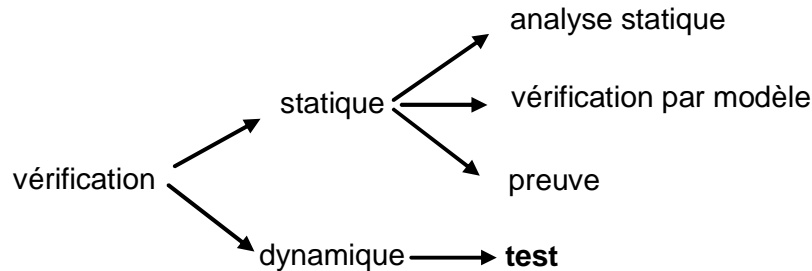 analyse statique
statique
vérification par modèle
vérification
preuve
dynamique
test